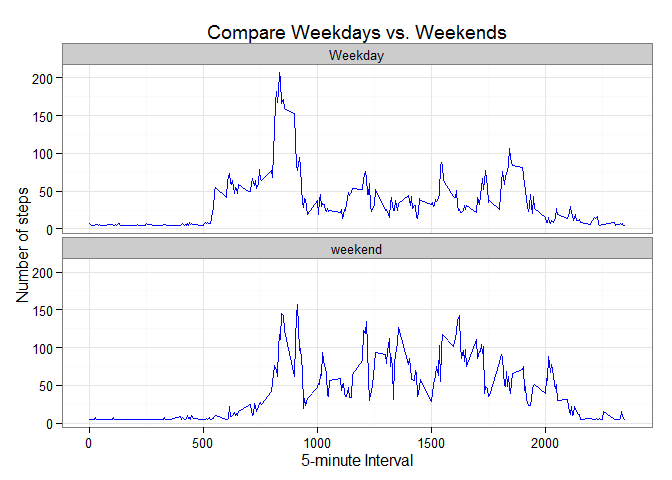 Compare Weekdays vs. Weekends
Weekday
200
150
100
50
0
weekend
200
150
100
50
0
Number of steps
0 500 1000 1500 2000
5-minute Interval